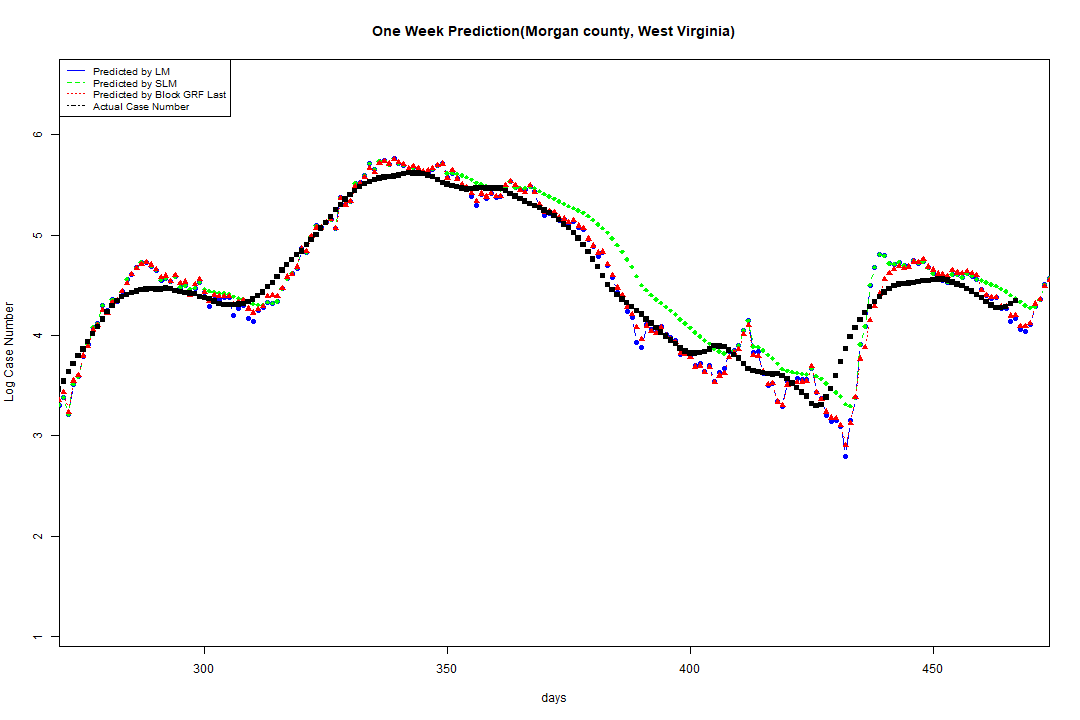 One Week Prediction(Morgan county, West Virginia)
Predicted by LM
Predicted by SLM
Predicted by Block GRF Last
Actual Case Number
Log Case Number
6
5
4
3
2
1
300
350
400
450
days